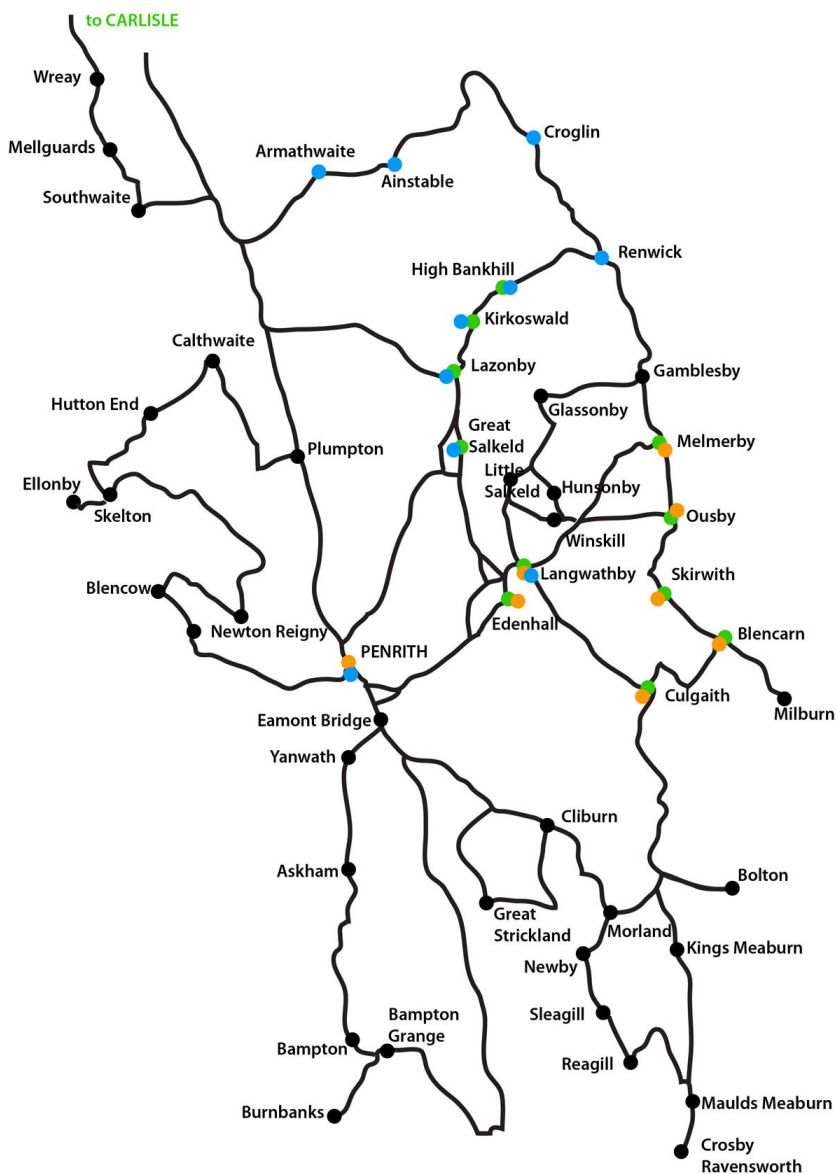 to CARLISLE
Wreay
Croglin
Mellguards
Armathwaite
Ainstable
Southwaite
Renwick
High Bankhill
Kirkoswald
Calthwaite
Lazonby
Gamblesby
Hutton End
Glassonby
Great
Salkeld
Melmerby
Plumpton
Little
Salkeld
Hunsonby
Ellonby
Skelton
Ousby
Winskill
Langwathby
Skirwith
Blencow
Newton Reigny
Edenhall
Blencarn
PENRITH
Culgaith
Milburn
Eamont Bridge
Yanwath
Cliburn
Askham
Bolton
Great
Strickland
Morland
Kings Meaburn
Newby
Sleagill
Bampton
Grange
Bampton
Reagill
Burnbanks
Maulds Meaburn
Crosby
Ravensworth